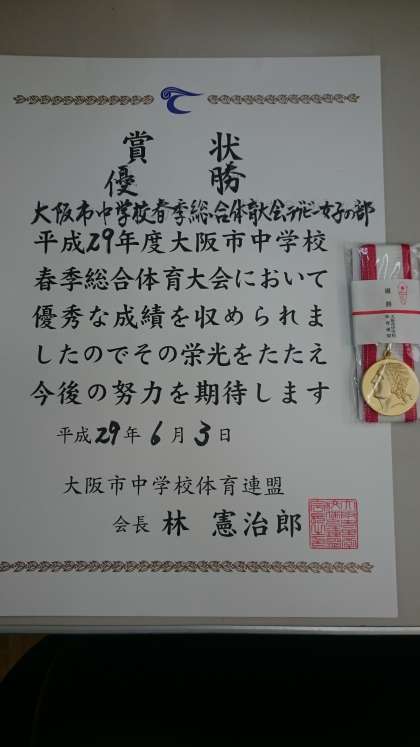 賞状
優勝
大阪市中学校春季総合体育大会 女子の部
平成29年度大阪市中学校
春季総合体育大会において
優秀な成績を収められま
したのでその栄光をたたえ
今後の努力を期待します
平成29年6月3日
大阪市中学校体育連盟
会長 林 憲治郎
優勝